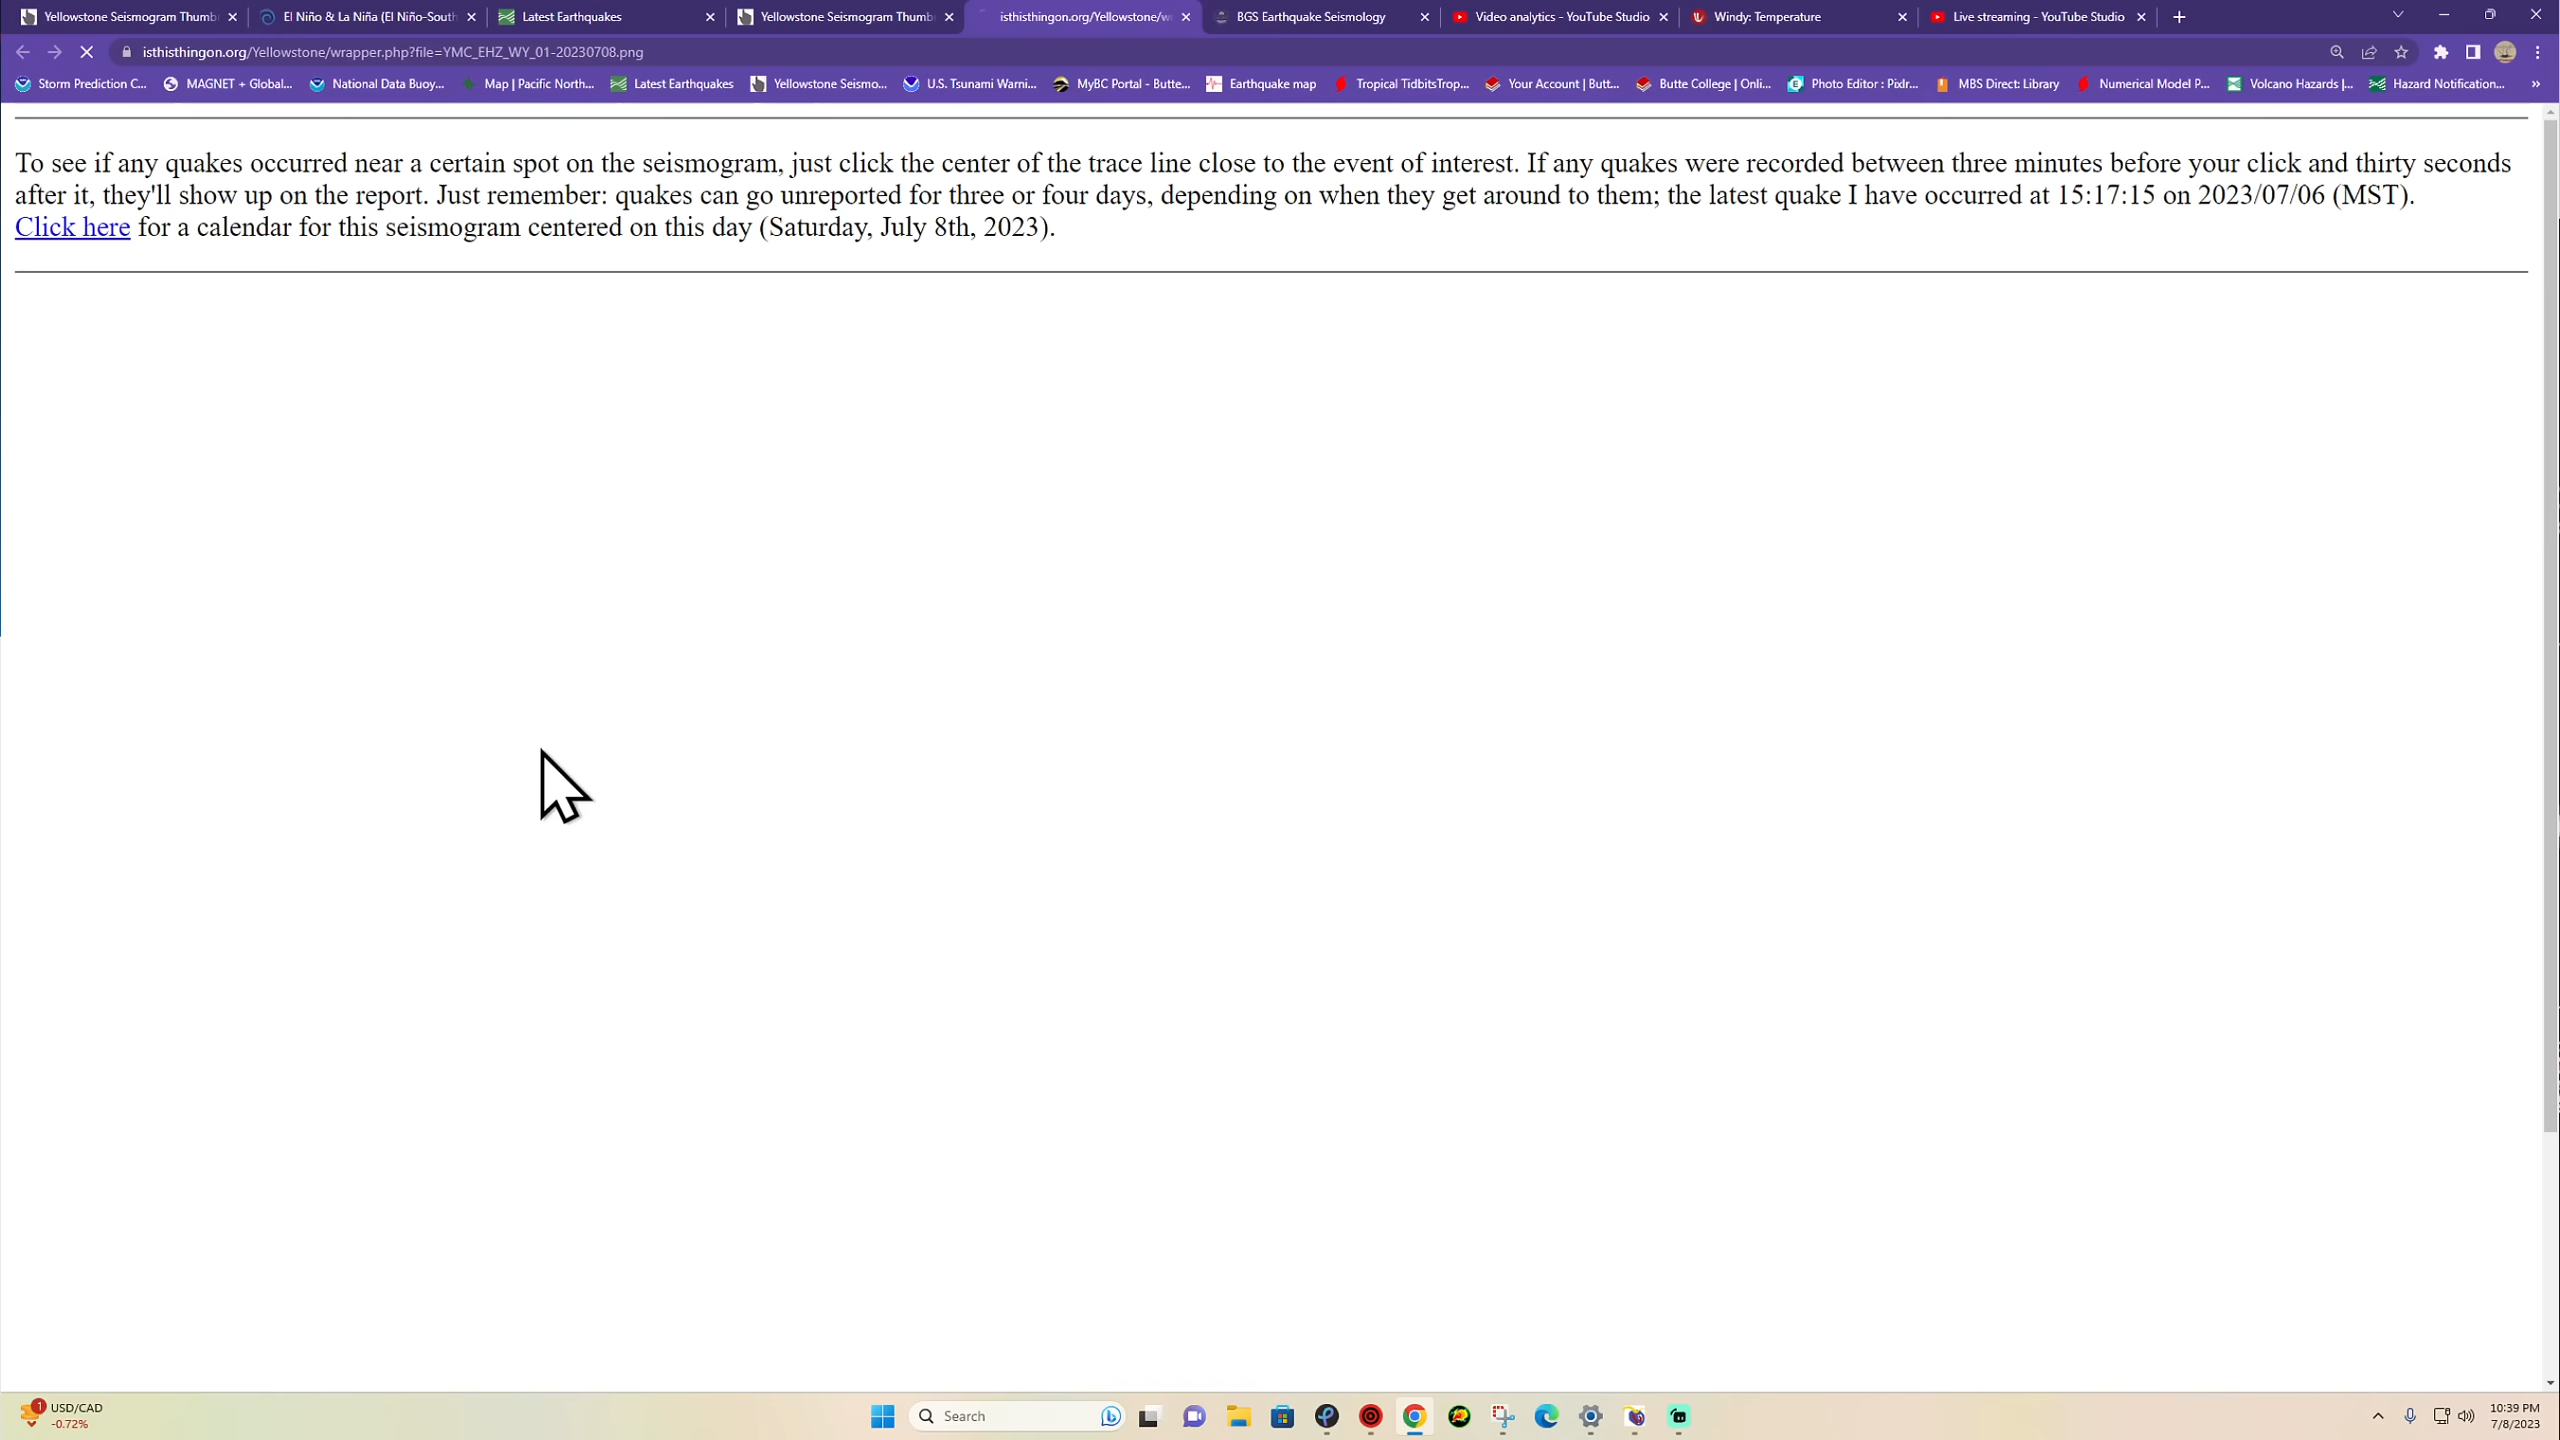 Yellowstone Seismogram Thumb
El Niño & La Niña (El Niño-South
Latest Earthquakes
Yellowstone Seismogram Thumb
isthisthingon.org/Yellowstone/w
BGS Earthquake Seismology
Video analytics - YouTube Studio
Windy: Temperature
Live streaming - YouTube Studio
isthisthingon.org/Yellowstone/wrapper.php?file=YMC_EHZ_WY_01-20230708.png
Storm Prediction C...
MAGNET + Global...
National Data Buoy...
Map | Pacific North...
Latest Earthquakes
Yellowstone Seismo...
U.S. Tsunami Warni...
MyBC Portal - Butte...
Earthquake map
Tropical TidbitsTrop...
Your Account | Butt...
Butte College | Onli...
Photo Editor : Pixlr...
MBS Direct: Library
Numerical Model P...
Volcano Hazards |...
Hazard Notification...
To see if any quakes occurred near a certain spot on the seismogram, just click the center of the trace line close to the event of interest. If any quakes were recorded between three minutes before your click and thirty seconds
after it, they'll show up on the report. Just remember: quakes can go unreported for three or four days, depending on when they get around to them; the latest quake I have occurred at 15:17:15 on 2023/07/06 (MST).
Click here for a calendar for this seismogram centered on this day (Saturday, July 8th, 2023).
1
USD/CAD
-0.72%
Search
10:39 PM
7/8/2023